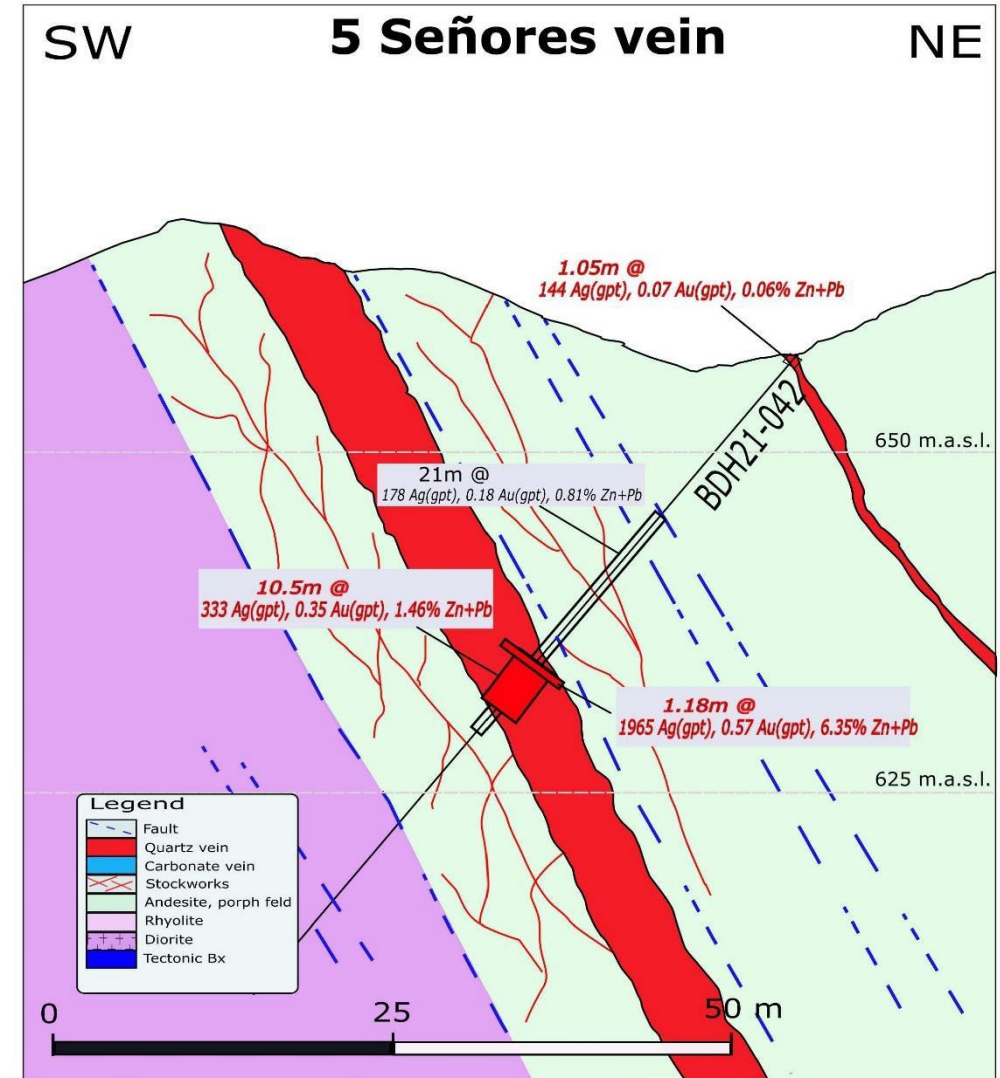 SW
5 Señores vein
NE
1.05m @
144 Ag(gpt), 0.07 Au(gpt), 0.06% Zn+Pb
BDH21-042
650 m.a.s.l.
21m @
178 Ag(gpt), 0.18 Au(gpt), 0.81% Zn+Pb
10.5m @
333 Ag(gpt), 0.35 Au(gpt), 1.46% Zn+Pb
1.18m @
1965 Ag(gpt), 0.57 Au(gpt), 6.35% Zn+Pb
625 m.a.s.l.
Legend
Fault
Quartz vein
Carbonate vein
Stockworks
Andesite, porph feld
Rhyolite
Diorite
Tectonic Bx
0
25
50 m